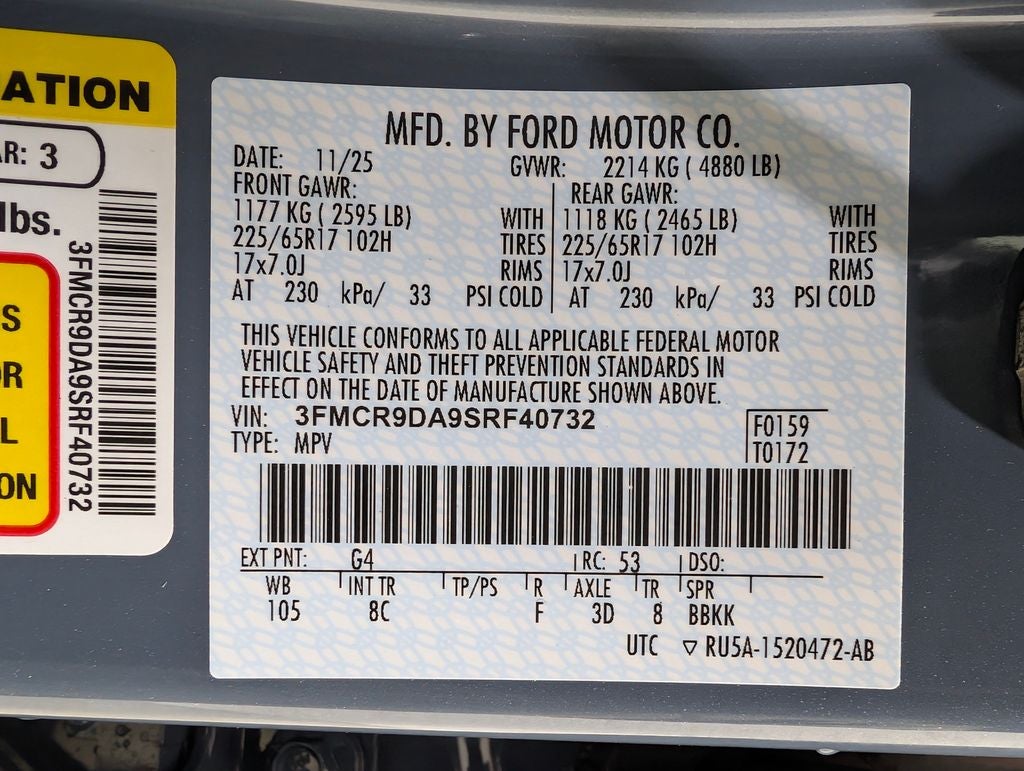 ATION
AR: 3
lbs.
S
OR
L
ON
3FMCR9DA9SRF40732
MFD. BY FORD MOTOR CO.
DATE: 11/25 GVWR: 2214 KG ( 4880 LB)
FRONT GAWR: REAR GAWR:
1177 KG ( 2595 LB) WITH 1118 KG ( 2465 LB) WITH
225/65R17 102H TIRES 225/65R17 102H TIRES
17x7.0J RIMS 17x7.0J RIMS
AT 230 kPa/ 33 PSI COLD AT 230 kPa/ 33 PSI COLD
THIS VEHICLE CONFORMS TO ALL APPLICABLE FEDERAL MOTOR
VEHICLE SAFETY AND THEFT PREVENTION STANDARDS IN
EFFECT ON THE DATE OF MANUFACTURE SHOWN ABOVE.
VIN: 3FMCR9DA9SRF40732 F0159
TYPE: MPV T0172
EXT PNT: G4 RC: 53 DSO:
WB INT TR TP/PS R AXLE TR SPR
105 8C F 3D 8 BBKK
UTC ▽ RU5A-1520472-AB